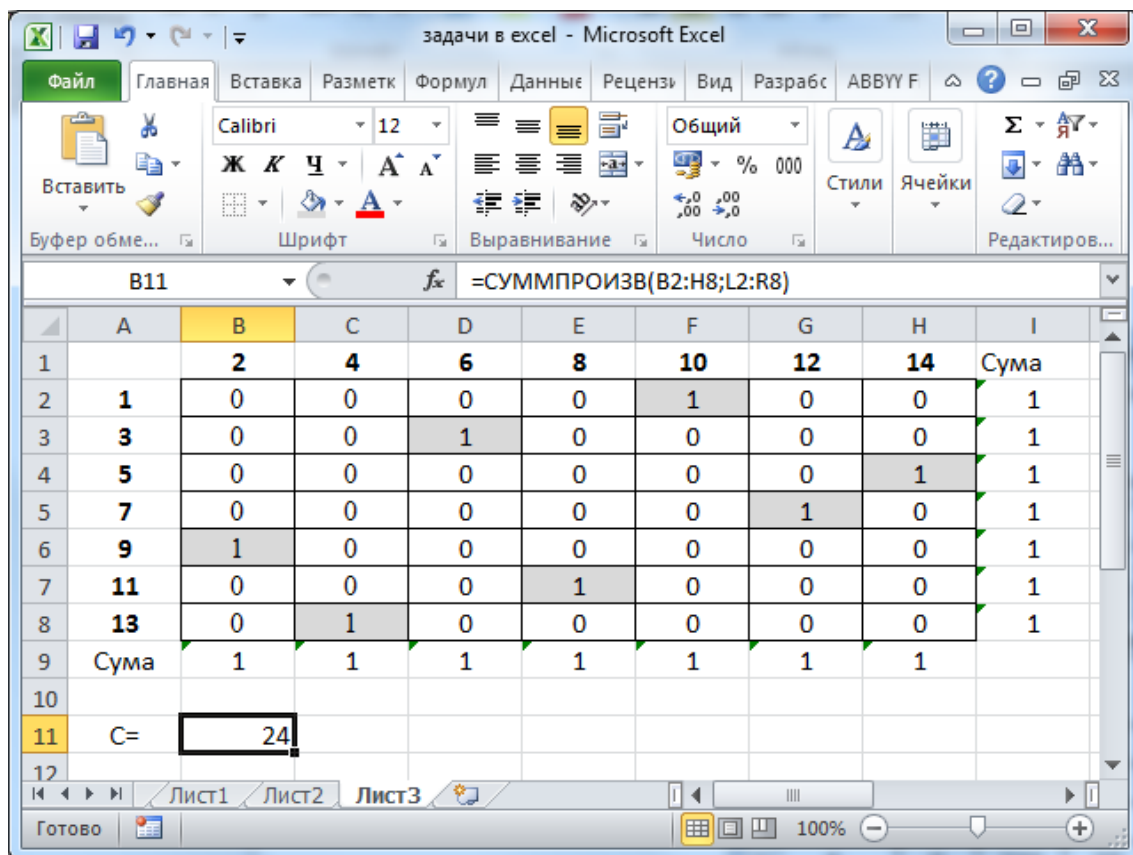 задачи в excel - Microsoft Excel
Файл Главная Вставка Разметк Формул Данные Рецензи Вид Разрабс ABBYY F
Вставить
Calibri 12
Ж К Ч А А
А
Общий
% 000
,0 ,00
,00 ,0
Стили
Ячейки
Σ
А
Я
Буфер обме... Шрифт Выравнивание Число Редактиров...
B11 fx =СУММПРОИЗВ(B2:H8;L2:R8)
A B C D E F G H I
1 2 4 6 8 10 12 14 Сума
2 1 0 0 0 0 1 0 0 1
3 3 0 0 1 0 0 0 0 1
4 5 0 0 0 0 0 0 1 1
5 7 0 0 0 0 0 1 0 1
6 9 1 0 0 0 0 0 0 1
7 11 0 0 0 1 0 0 0 1
8 13 0 1 0 0 0 0 0 1
9 Сума 1 1 1 1 1 1 1
10
11 C= 24
12
Лист1 Лист2 Лист3
Готово 100%